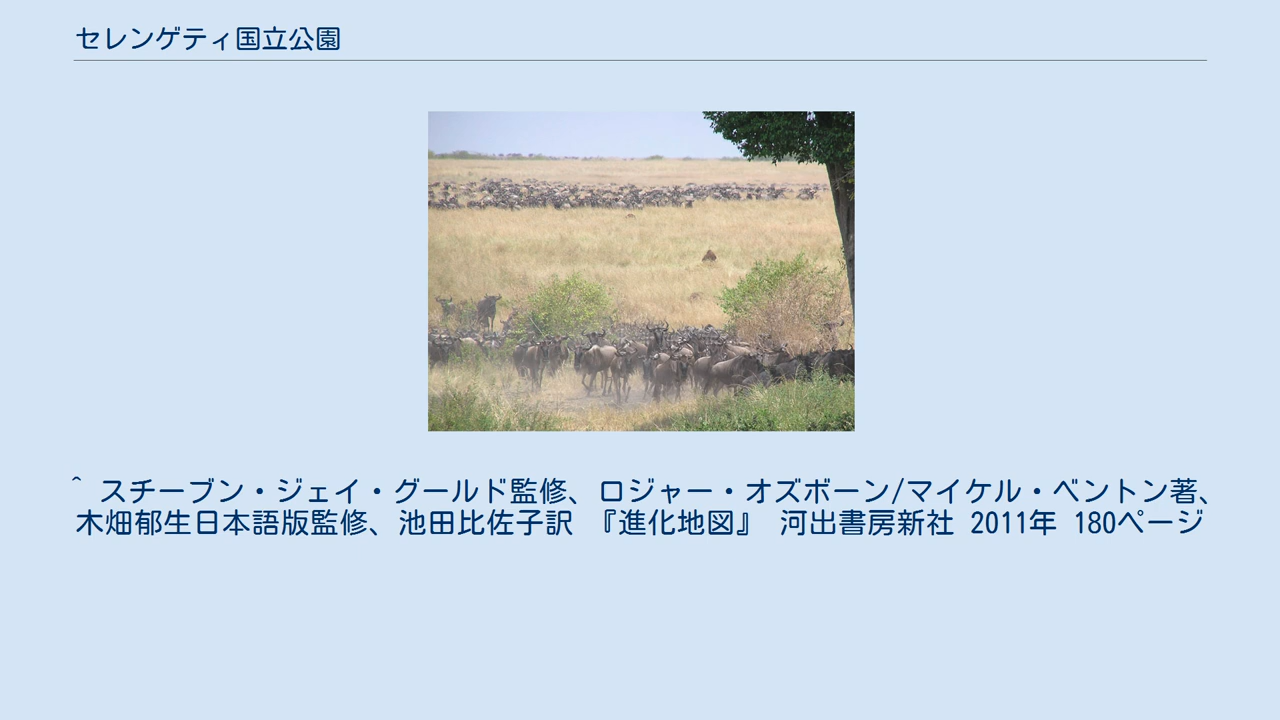 セレンゲティ国立公園
^ スチーブン・ジェイ・グールド監修、ロジャー・オズボーン/マイケル・ベントン著、
木畑郁生日本語版監修、池田比佐子訳 『進化地図』 河出書房新社 2011年 180ページ